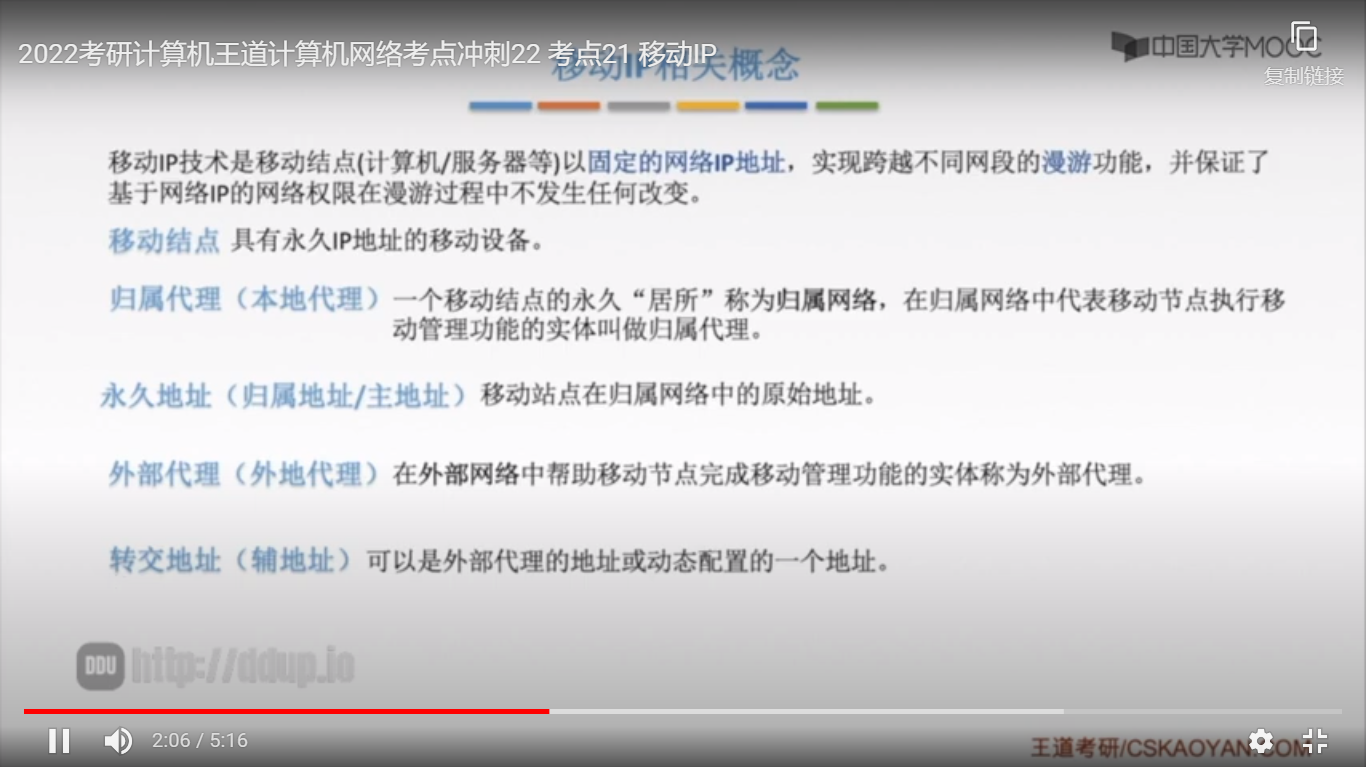 2022考研计算机王道计算机网络考点冲刺22 考点21 移动IP
移动IP相关概念
中国大学MOOC
复制链接
移动IP技术是移动结点(计算机/服务器等)以固定的网络IP地址，实现跨越不同网段的漫游功能，并保证了
基于网络IP的网络权限在漫游过程中不发生任何改变。
移动结点 具有永久IP地址的移动设备。
归属代理（本地代理）一个移动结点的永久“居所”称为归属网络，在归属网络中代表移动节点执行移
动管理功能的实体叫做归属代理。
永久地址（归属地址/主地址）移动站点在归属网络中的原始地址。
外部代理（外地代理）在外部网络中帮助移动节点完成移动管理功能的实体称为外部代理。
转交地址（辅地址）可以是外部代理的地址或动态配置的一个地址。
DDU http://ddup.io
2:06 / 5:16
王道考研/CSKAOYAN.COM